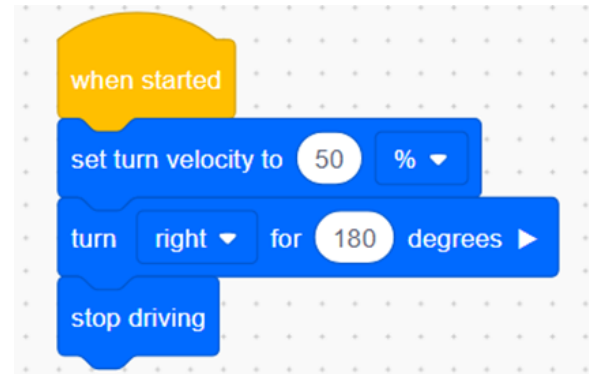 when started
set turn velocity to 50 %
turn right for 180 degrees
stop driving